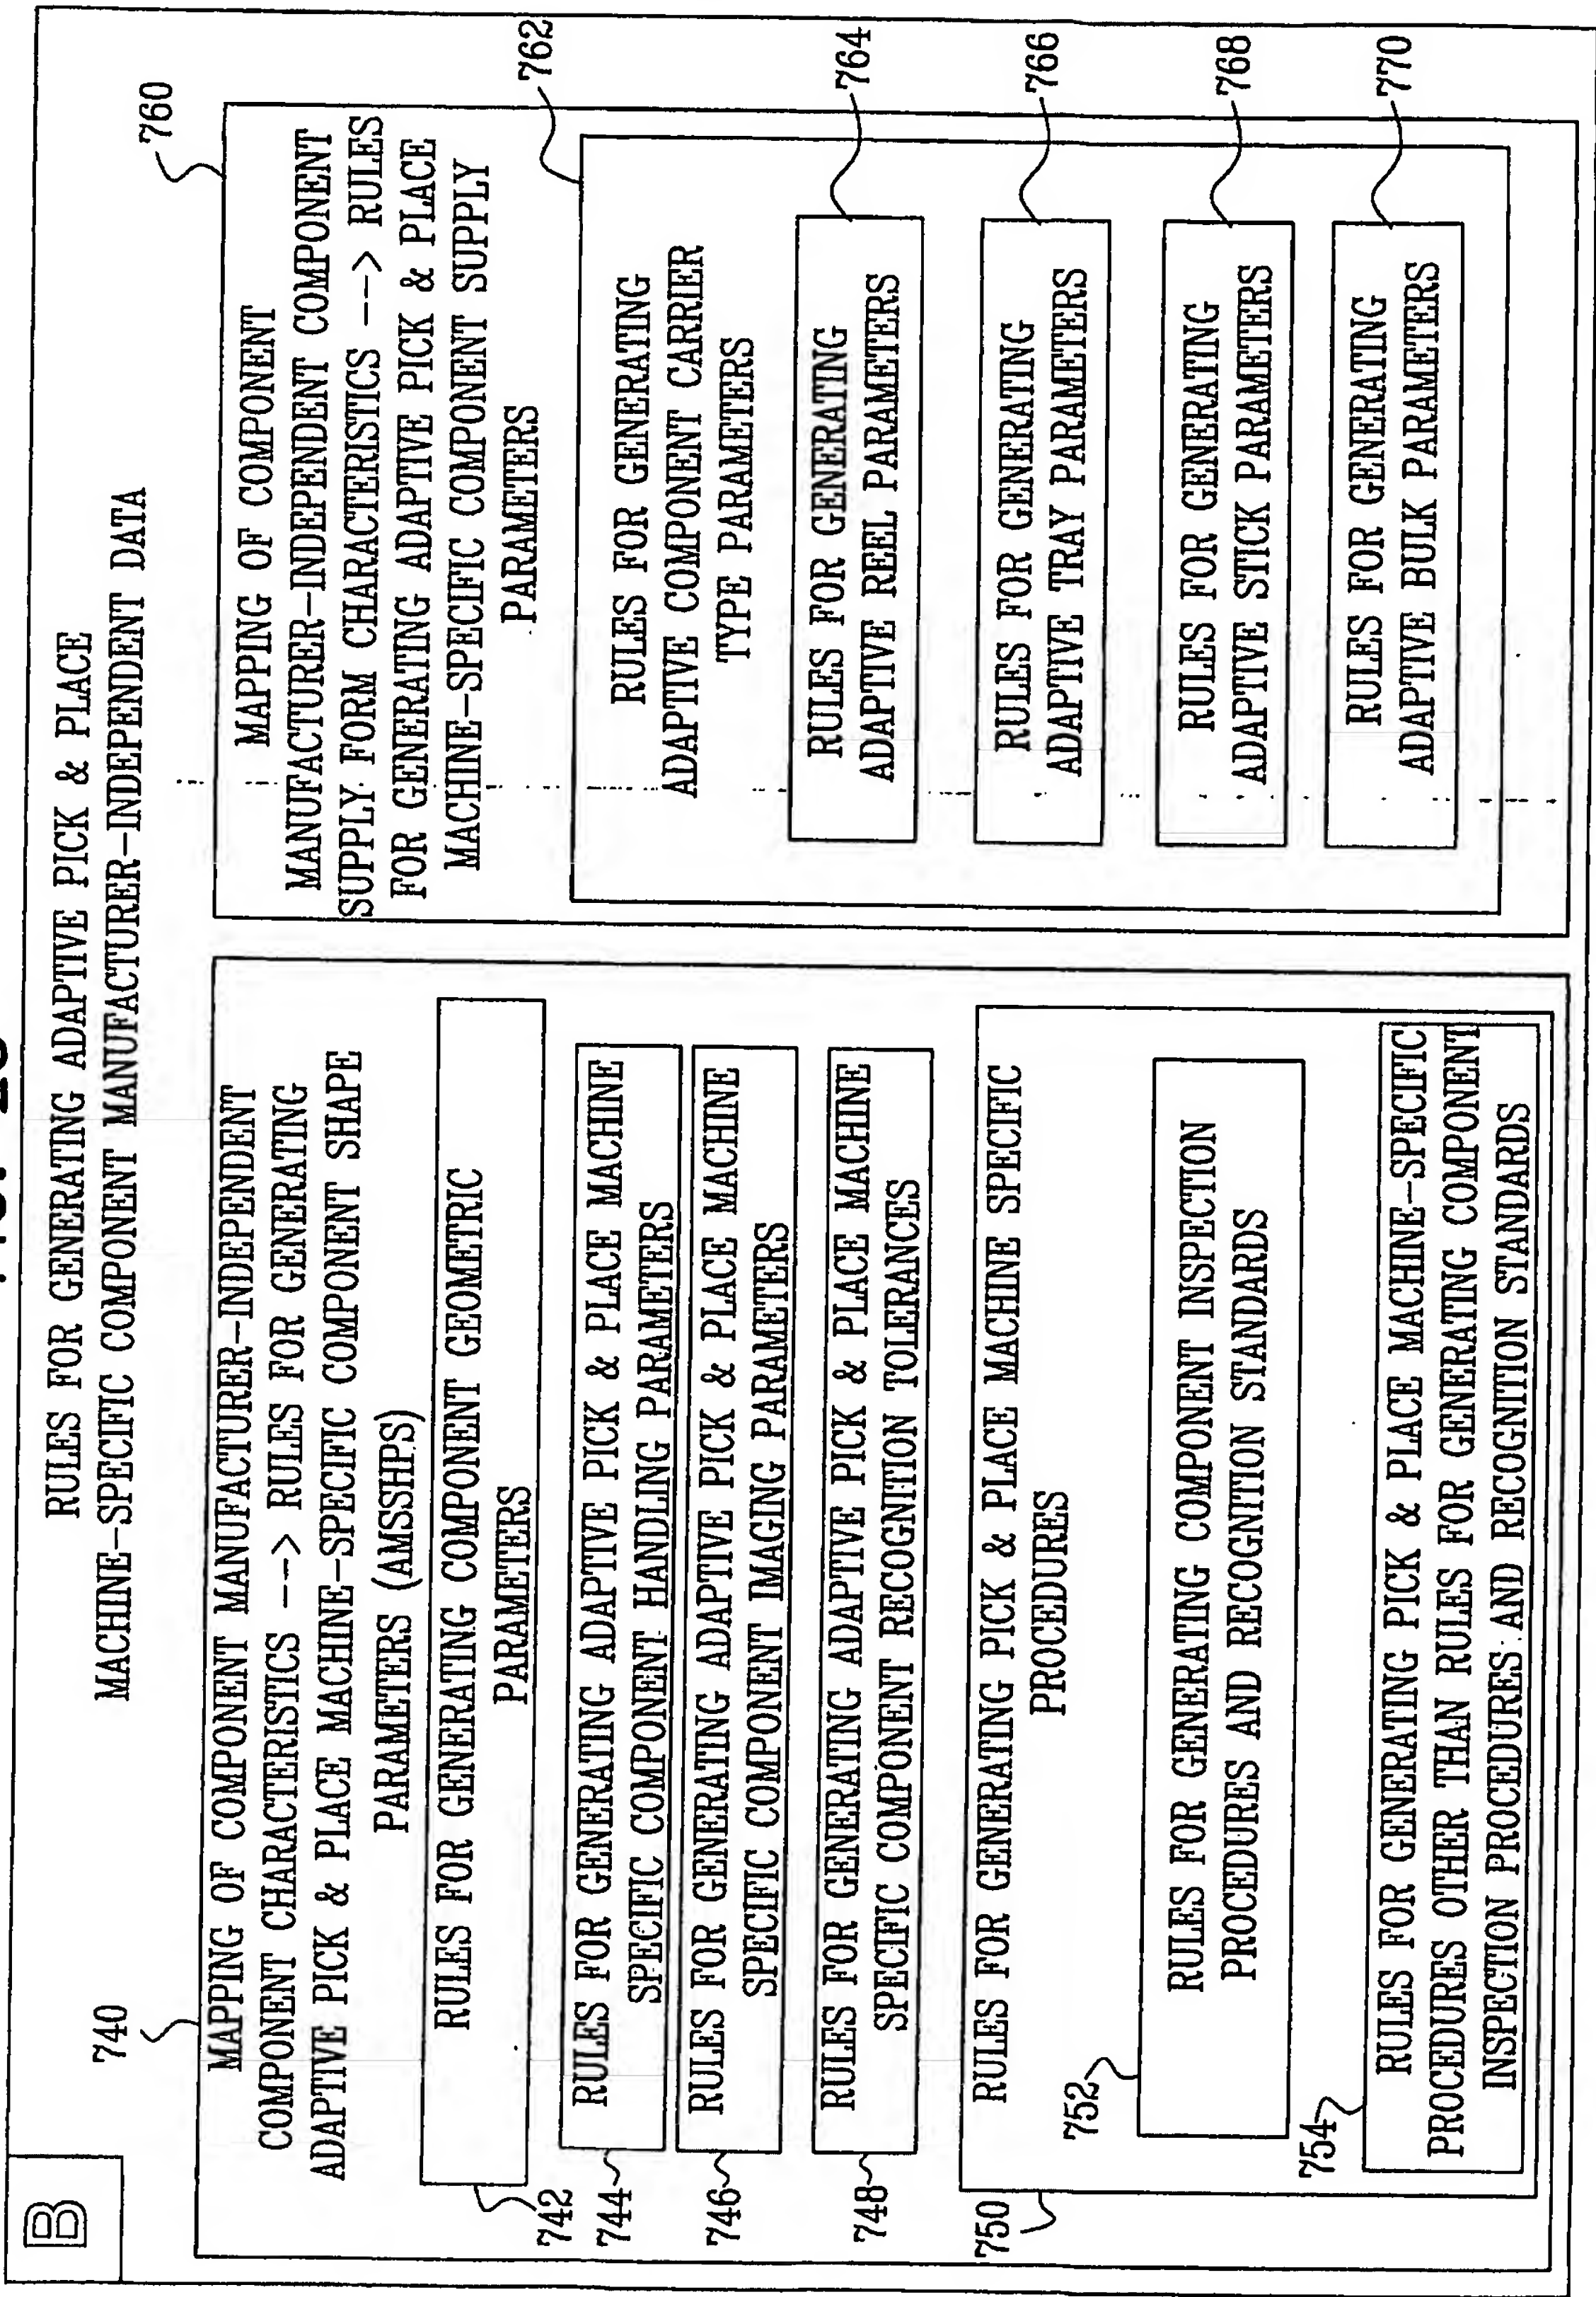 B
RULES FOR GENERATING ADAPTIVE PICK & PLACE
MACHINE-SPECIFIC COMPONENT MANUFACTURER-INDEPENDENT DATA
740
MAPPING OF COMPONENT MANUFACTURER-INDEPENDENT
COMPONENT CHARACTERISTICS --> RULES FOR GENERATING
ADAPTIVE PICK & PLACE MACHINE-SPECIFIC COMPONENT SHAPE
PARAMETERS (AMSSHPS)
742
RULES FOR GENERATING COMPONENT GEOMETRIC
PARAMETERS
744
RULES FOR GENERATING ADAPTIVE PICK & PLACE MACHINE
SPECIFIC COMPONENT HANDLING PARAMETERS
746
RULES FOR GENERATING ADAPTIVE PICK & PLACE MACHINE
SPECIFIC COMPONENT IMAGING PARAMETERS
748
RULES FOR GENERATING ADAPTIVE PICK & PLACE MACHINE
SPECIFIC COMPONENT RECOGNITION TOLERANCES
750
RULES FOR GENERATING PICK & PLACE MACHINE SPECIFIC
PROCEDURES
752
RULES FOR GENERATING COMPONENT INSPECTION
PROCEDURES AND RECOGNITION STANDARDS
754
RULES FOR GENERATING PICK & PLACE MACHINE-SPECIFIC
PROCEDURES OTHER THAN RULES FOR GENERATING COMPONENT
INSPECTION PROCEDURES AND RECOGNITION STANDARDS
760
MAPPING OF COMPONENT
MANUFACTURER-INDEPENDENT COMPONENT
SUPPLY FORM CHARACTERISTICS --> RULES
FOR GENERATING ADAPTIVE PICK & PLACE
MACHINE-SPECIFIC COMPONENT SUPPLY
PARAMETERS
762
RULES FOR GENERATING
ADAPTIVE COMPONENT CARRIER
TYPE PARAMETERS
764
RULES FOR GENERATING
ADAPTIVE REEL PARAMETERS
766
RULES FOR GENERATING
ADAPTIVE TRAY PARAMETERS
768
RULES FOR GENERATING
ADAPTIVE STICK PARAMETERS
770
RULES FOR GENERATING
ADAPTIVE BULK PARAMETERS